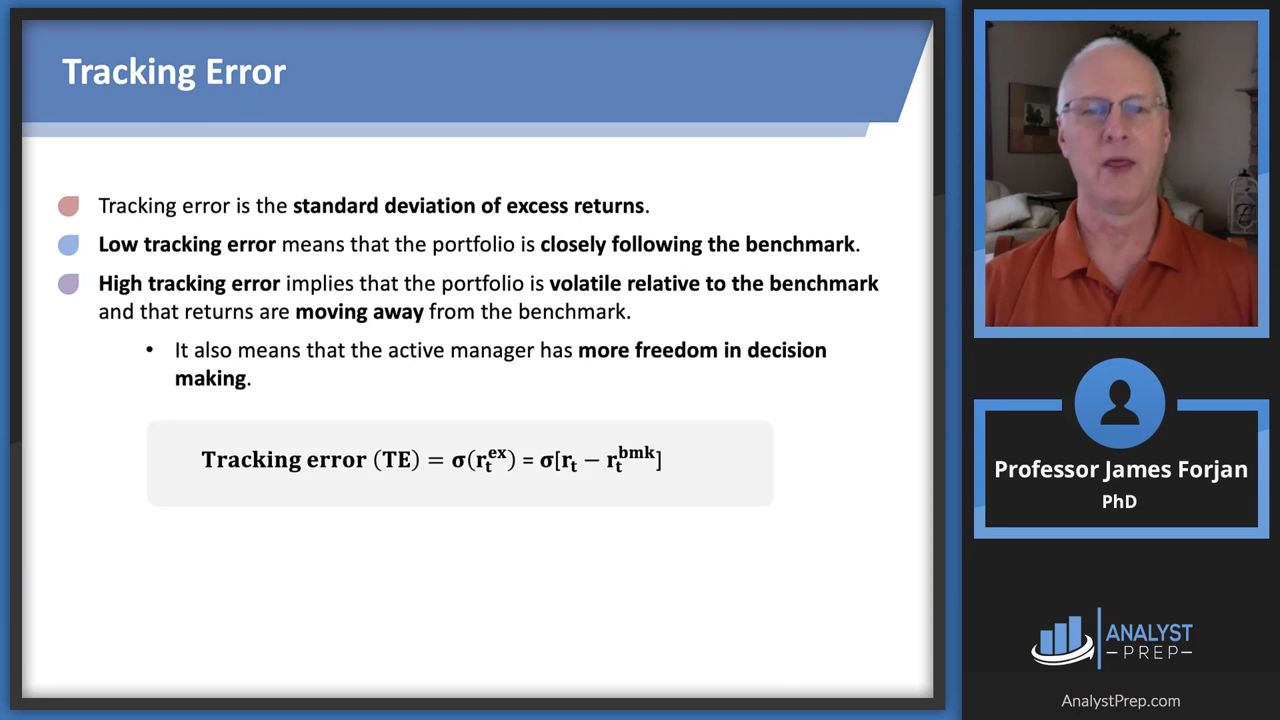 Tracking Error
Tracking error is the standard deviation of excess returns.
Low tracking error means that the portfolio is closely following the benchmark.
High tracking error implies that the portfolio is volatile relative to the benchmark
and that returns are moving away from the benchmark.
• It also means that the active manager has more freedom in decision
making.
Tracking error (TE) = σ(r_t^ex) = σ[r_t − r_t^bmk]
Professor James Forjan
PhD
ANALYST
–PREP–
AnalystPrep.com